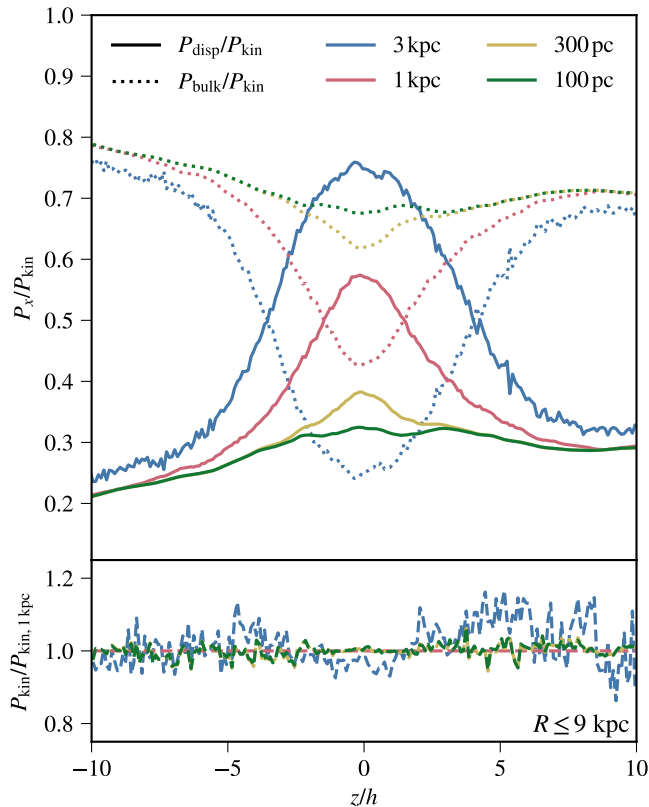 1.0
0.9
0.8
0.7
0.6
0.5
0.4
0.3
0.2
P_x/P_kin
P_disp/P_kin
P_bulk/P_kin
3 kpc
1 kpc
300 pc
100 pc
1.2
1.0
0.8
P_kin/P_kin, 1 kpc
R ≤ 9 kpc
−10
−5
0
5
10
z/h